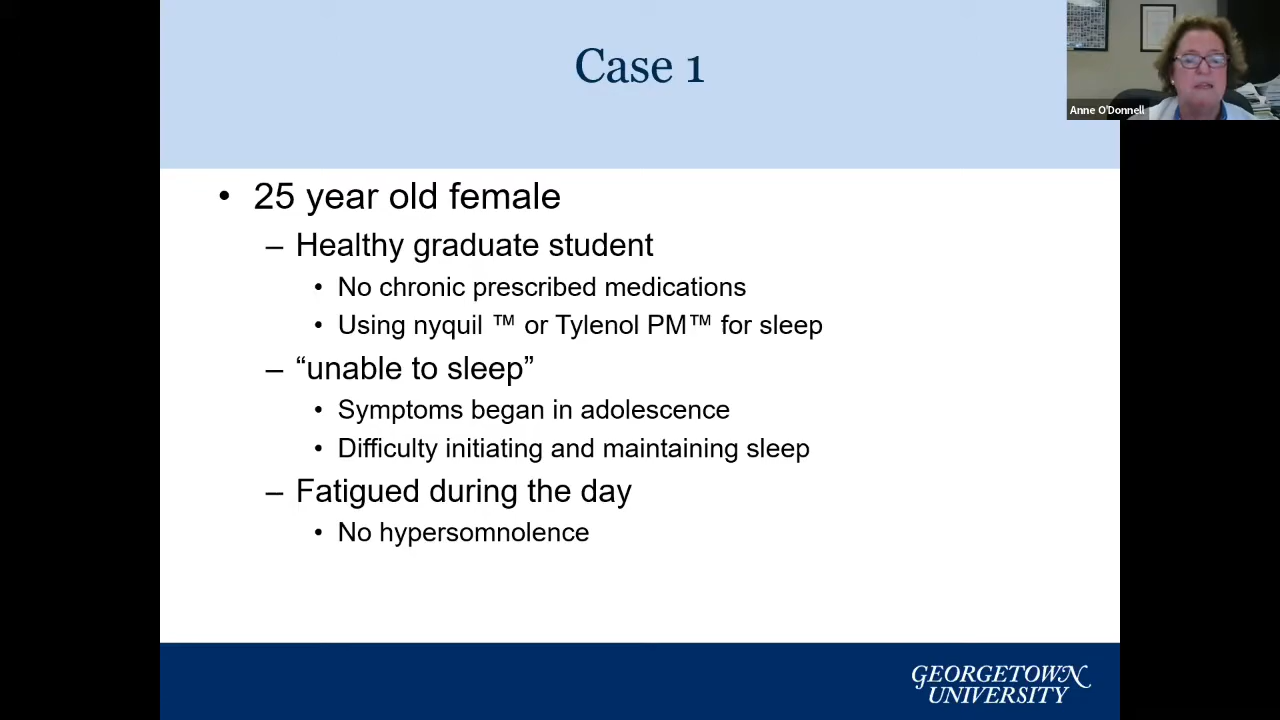 Case 1
Anne O'Donnell
• 25 year old female
– Healthy graduate student
• No chronic prescribed medications
• Using nyquil ™ or Tylenol PM™ for sleep
– “unable to sleep”
• Symptoms began in adolescence
• Difficulty initiating and maintaining sleep
– Fatigued during the day
• No hypersomnolence
GEORGETOWN
UNIVERSITY